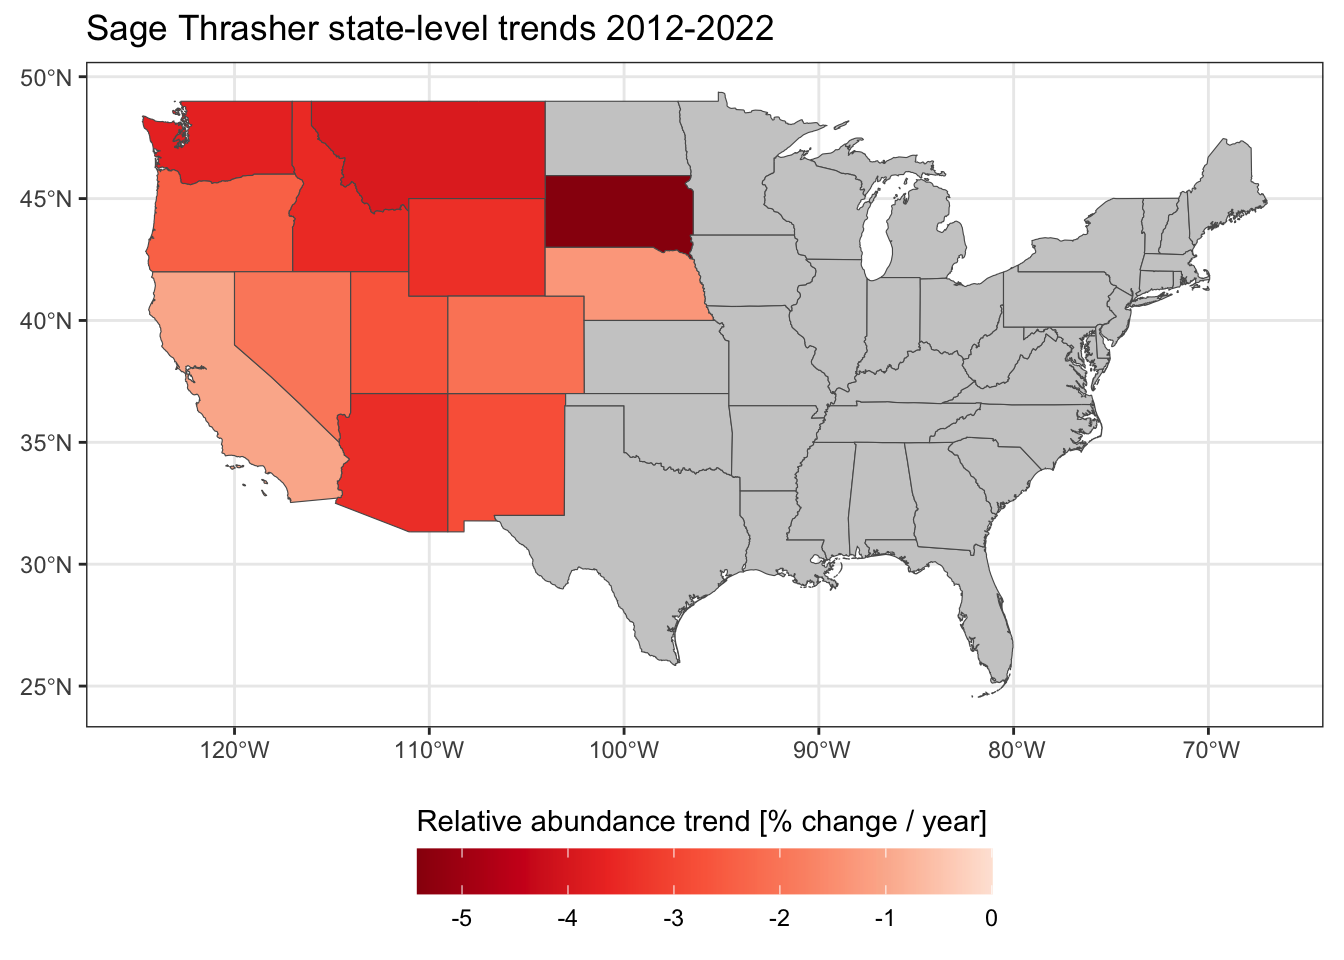 Sage Thrasher state-level trends 2012-2022
50°N
45°N
40°N
35°N
30°N
25°N
120°W 110°W 100°W 90°W 80°W 70°W
Relative abundance trend [% change / year]
-5 -4 -3 -2 -1 0